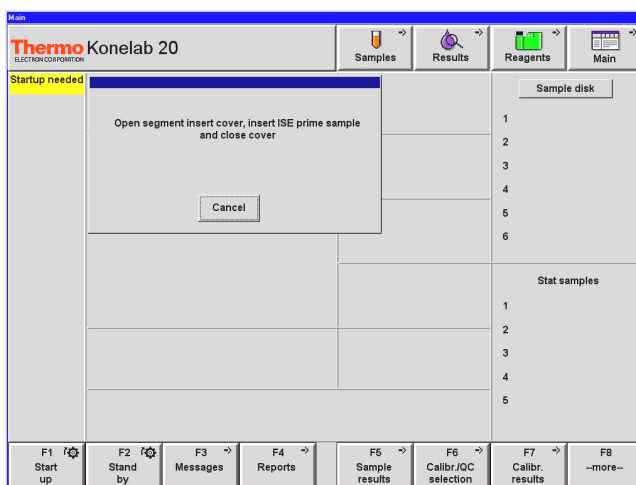 Main
Thermo
ELECTRON CORPORATION
Konelab 20
Samples
Results
Reagents
Main
Startup needed
Open segment insert cover, insert ISE prime sample
and close cover
Cancel
Sample disk
1
2
3
4
5
6
Stat samples
1
2
3
4
5
F1
Start
up
F2
Stand
by
F3
Messages
F4
Reports
F5
Sample
results
F6
Calibr./QC
selection
F7
Calibr.
results
F8
--more--